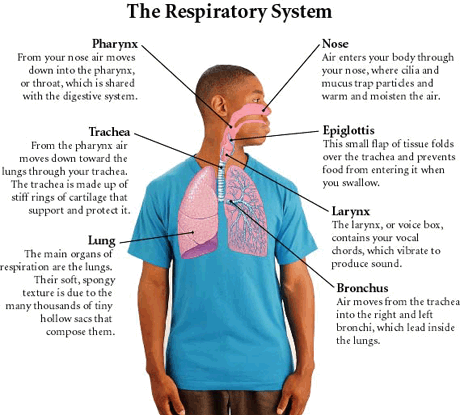 The Respiratory System
Pharynx
From your nose air moves
down into the pharynx,
or throat, which is shared
with the digestive system.
Nose
Air enters your body through
your nose, where cilia and
mucus trap particles and
warm and moisten the air.
Trachea
From the pharynx air
moves down toward the
lungs through your trachea.
The trachea is made up of
stiff rings of cartilage that
support and protect it.
Epiglottis
This small flap of tissue folds
over the trachea and prevents
food from entering it when
you swallow.
Larynx
The larynx, or voice box,
contains your vocal
chords, which vibrate to
produce sound.
Lung
The main organs of
respiration are the lungs.
Their soft, spongy
texture is due to the
many thousands of tiny
hollow sacs that
compose them.
Bronchus
Air moves from the trachea
into the right and left
bronchi, which lead inside
the lungs.